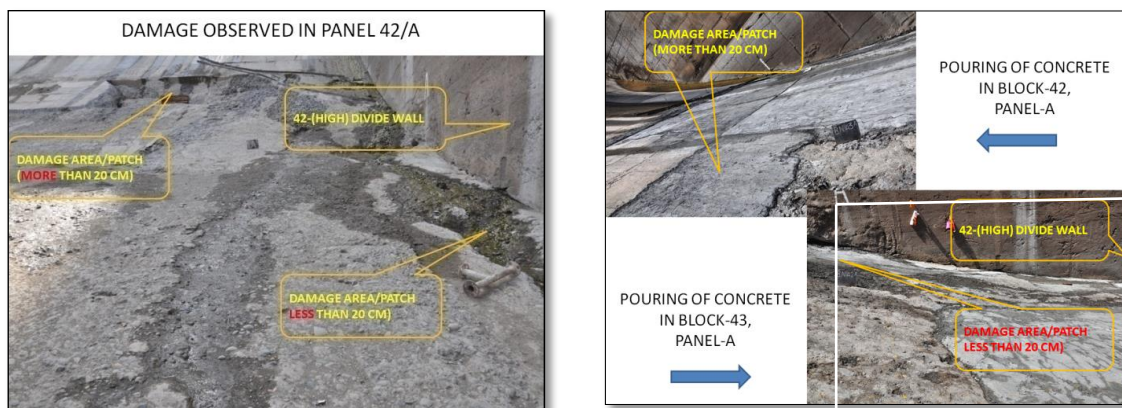 DAMAGE OBSERVED IN PANEL 42/A
42-(HIGH) DIVIDE WALL
DAMAGE AREA/PATCH
(MORE THAN 20 CM)
DAMAGE AREA/PATCH
LESS THAN 20 CM)
DAMAGE AREA/PATCH
(MORE THAN 20 CM)
POURING OF CONCRETE
IN BLOCK-42,
PANEL-A
42-(HIGH) DIVIDE WALL
POURING OF CONCRETE
IN BLOCK-43,
PANEL-A
DAMAGE AREA/PATCH
LESS THAN 20 CM)